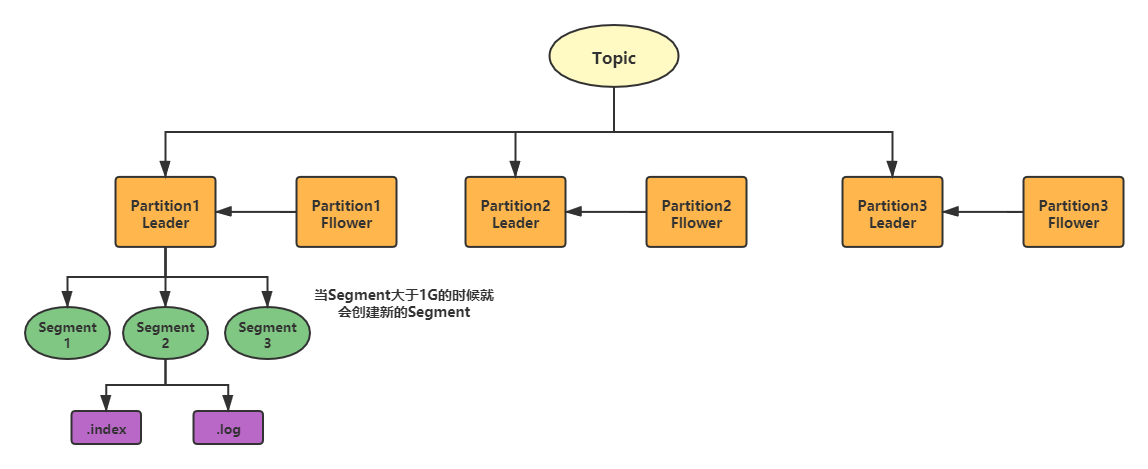 Topic
Partition1
Leader
Partition1
Fllower
Partition2
Leader
Partition2
Fllower
Partition3
Leader
Partition3
Fllower
当Segment大于1G的时候就
会创建新的Segment
Segment
1
Segment
2
Segment
3
.index
.log